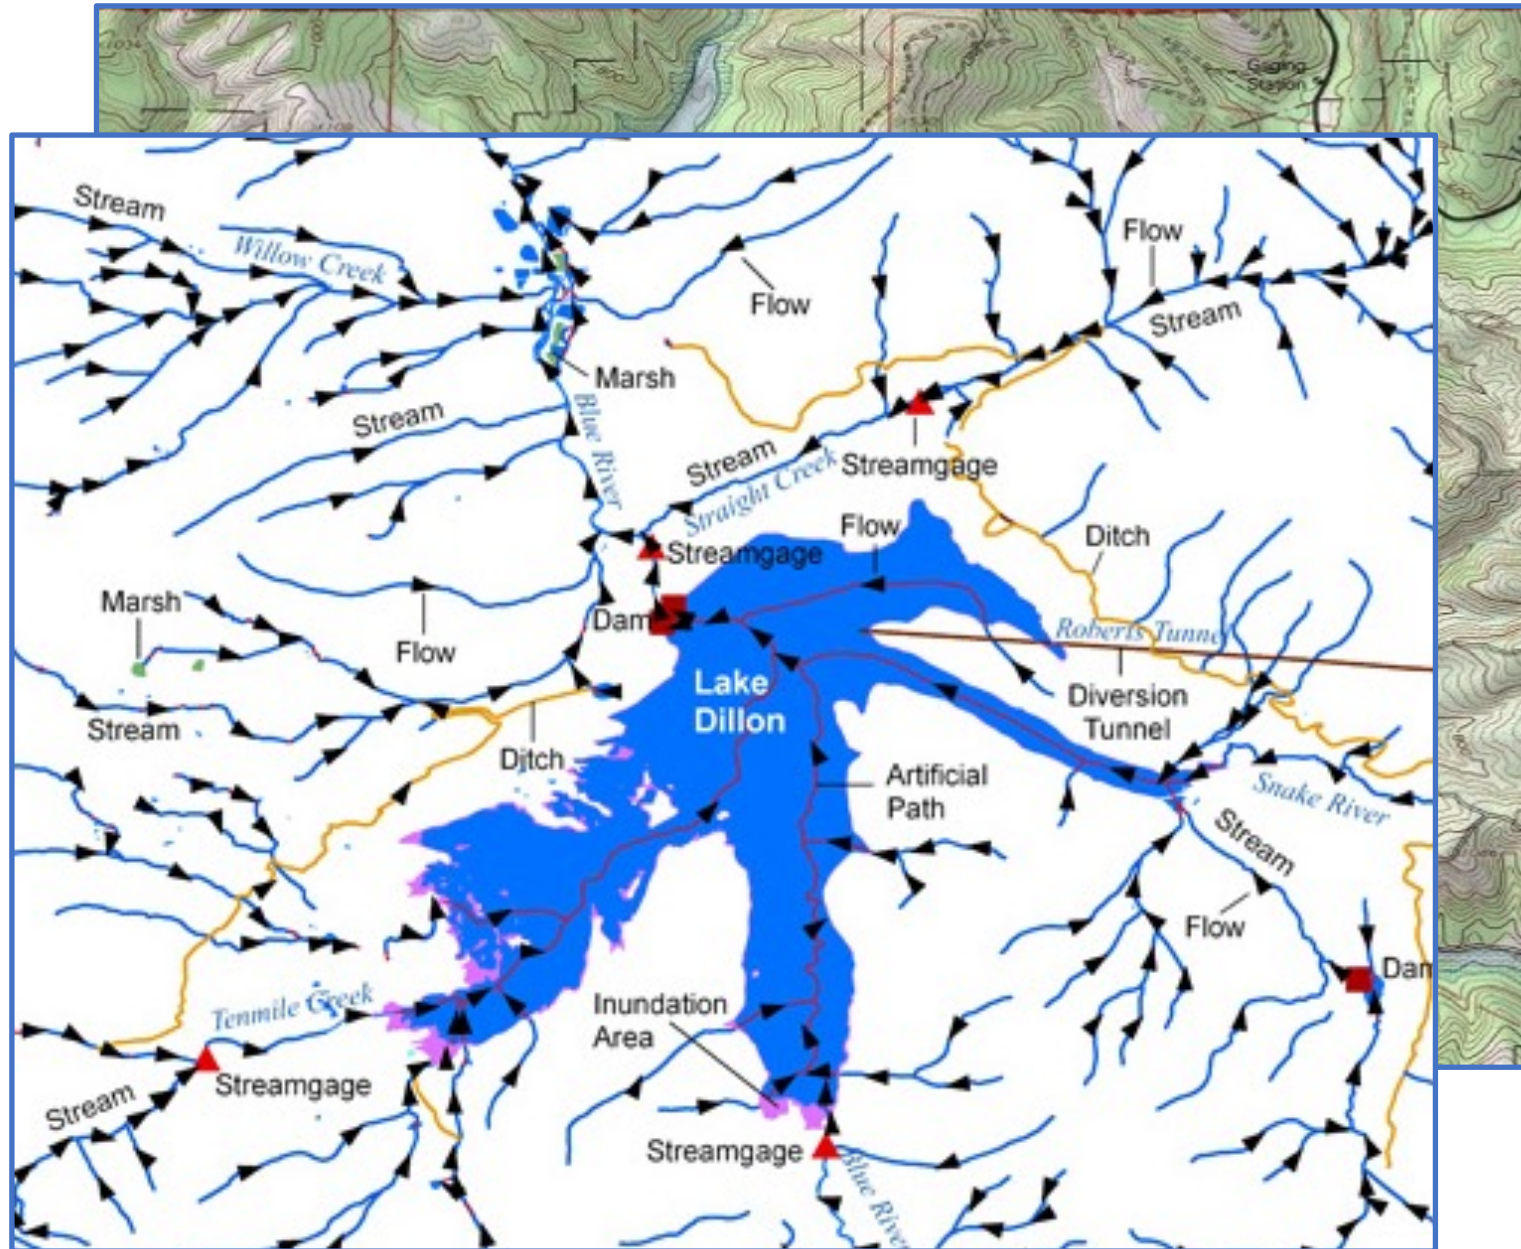 Gaging
Station
Stream
Willow Creek
Flow
Flow
Stream
Marsh
Stream
Blue River
Stream
Straight Creek
Streamgage
Flow
Ditch
Streamgage
Marsh
Dam
Flow
Roberts Tunne
Lake
Dillon
Diversion
Tunnel
Stream
Ditch
Artificial
Path
Snake River
Stream
Flow
Dam
Tenmile Creek
Inundation
Area
Streamgage
Stream
Streamgage
Blue River